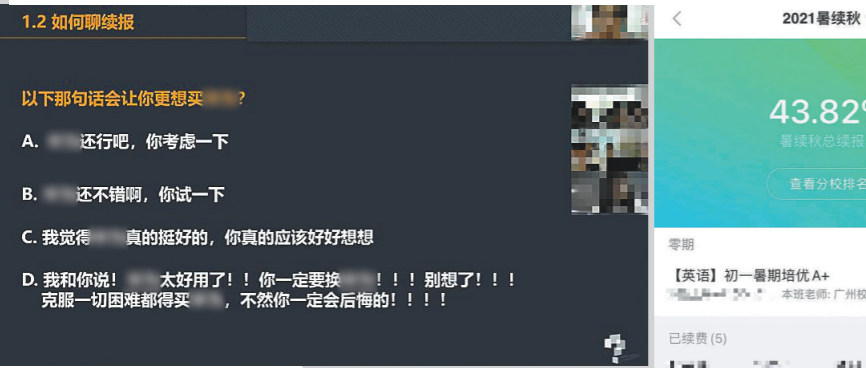 1.2 如何聊续报
以下那句话会让你更想买 ?
A. 还行吧，你考虑一下
B. 还不错啊，你试一下
C. 我觉得 真的挺好的，你真的应该好好想想
D. 我和你说！ 太好用了！！你一定要换 ！！！别想了！！！
克服一切困难都得买 ，不然你一定会后悔的！！！！
2021暑续秋
43.82%
暑续秋总续报
查看分校排名
零期
【英语】初一暑期培优A+
本班老师: 广州校
已续费 (5)